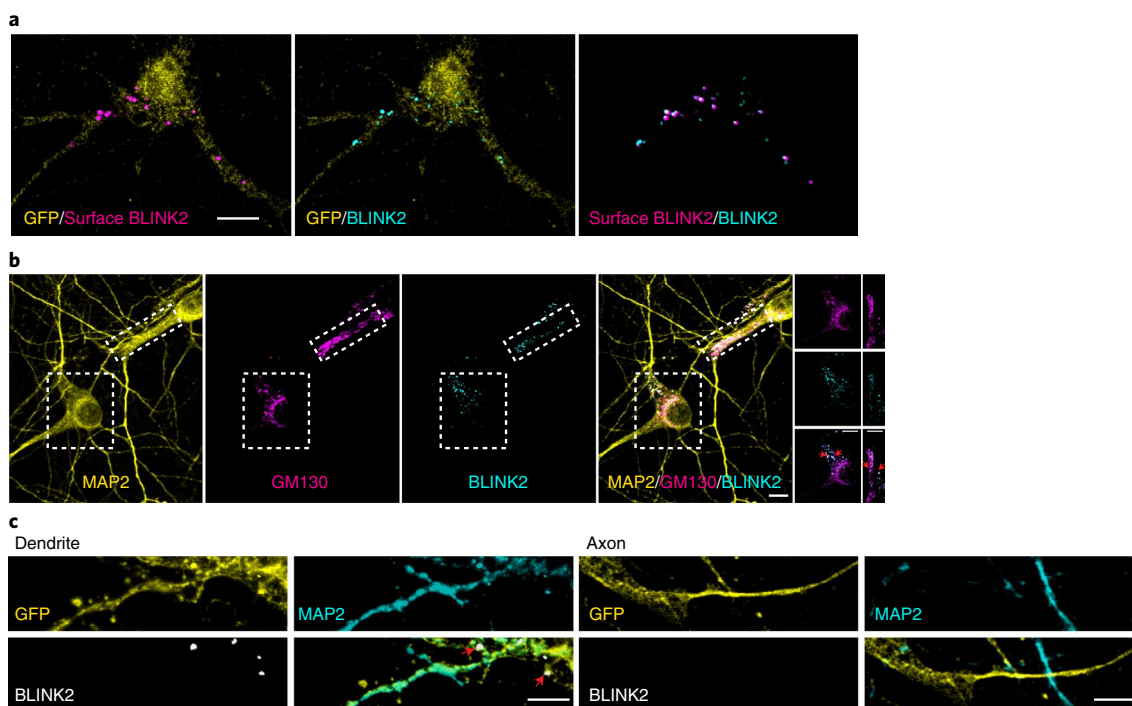 a
GFP/Surface BLINK2
GFP/BLINK2
Surface BLINK2/BLINK2
b
MAP2
GM130
BLINK2
MAP2/GM130/BLINK2
c
Dendrite
Axon
GFP
MAP2
GFP
MAP2
BLINK2
BLINK2